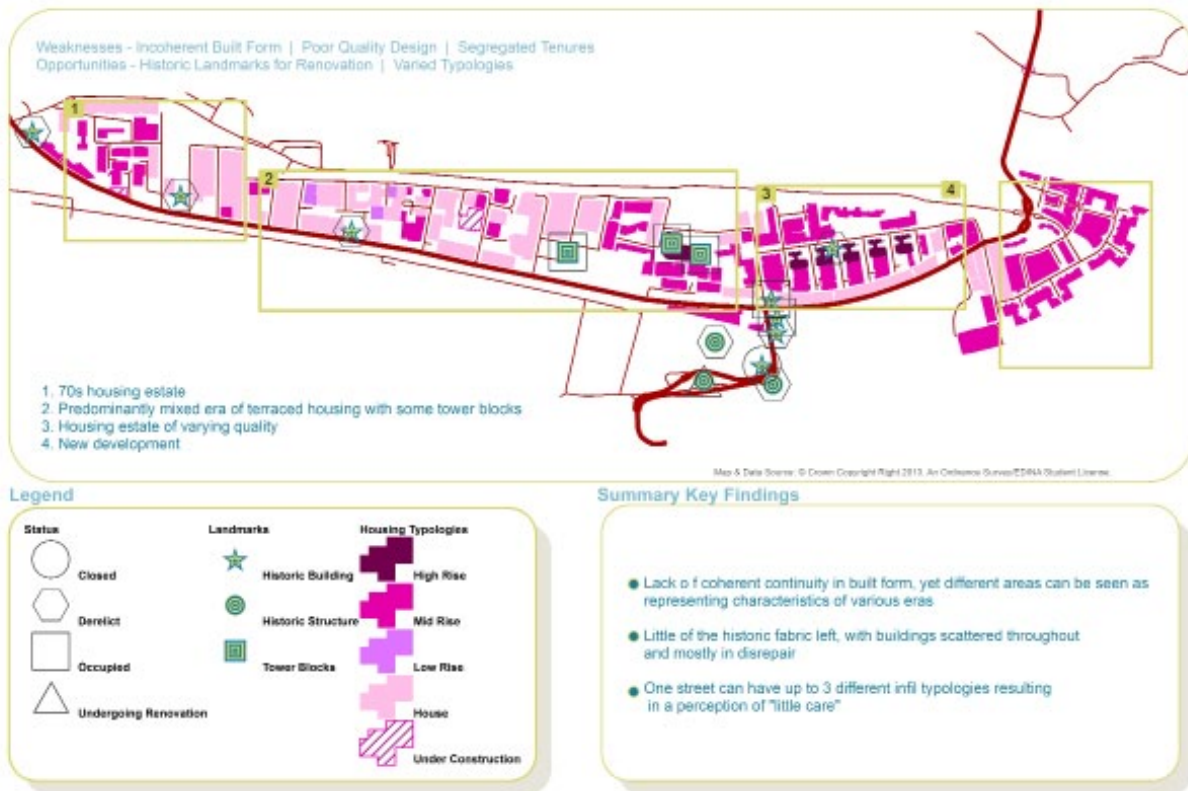 Weaknesses - Incoherent Built Form | Poor Quality Design | Segregated Tenures
Opportunities - Historic Landmarks for Renovation | Varied Typologies
1
2
3
4
1. 70s housing estate
2. Predominantly mixed era of terraced housing with some tower blocks
3. Housing estate of varying quality
4. New development
Map & Data Source: © Crown Copyright Right 2013. An Ordnance Survey/EDINA Student License.
Legend
Status
Closed
Derelict
Occupied
Undergoing Renovation
Landmarks
Historic Building
Historic Structure
Tower Blocks
Housing Typologies
High Rise
Mid Rise
Low Rise
House
Under Construction
Summary Key Findings
Lack o f coherent continuity in built form, yet different areas can be seen as
representing characteristics of various eras
Little of the historic fabric left, with buildings scattered throughout
and mostly in disrepair
One street can have up to 3 different infil typologies resulting
in a perception of "little care"